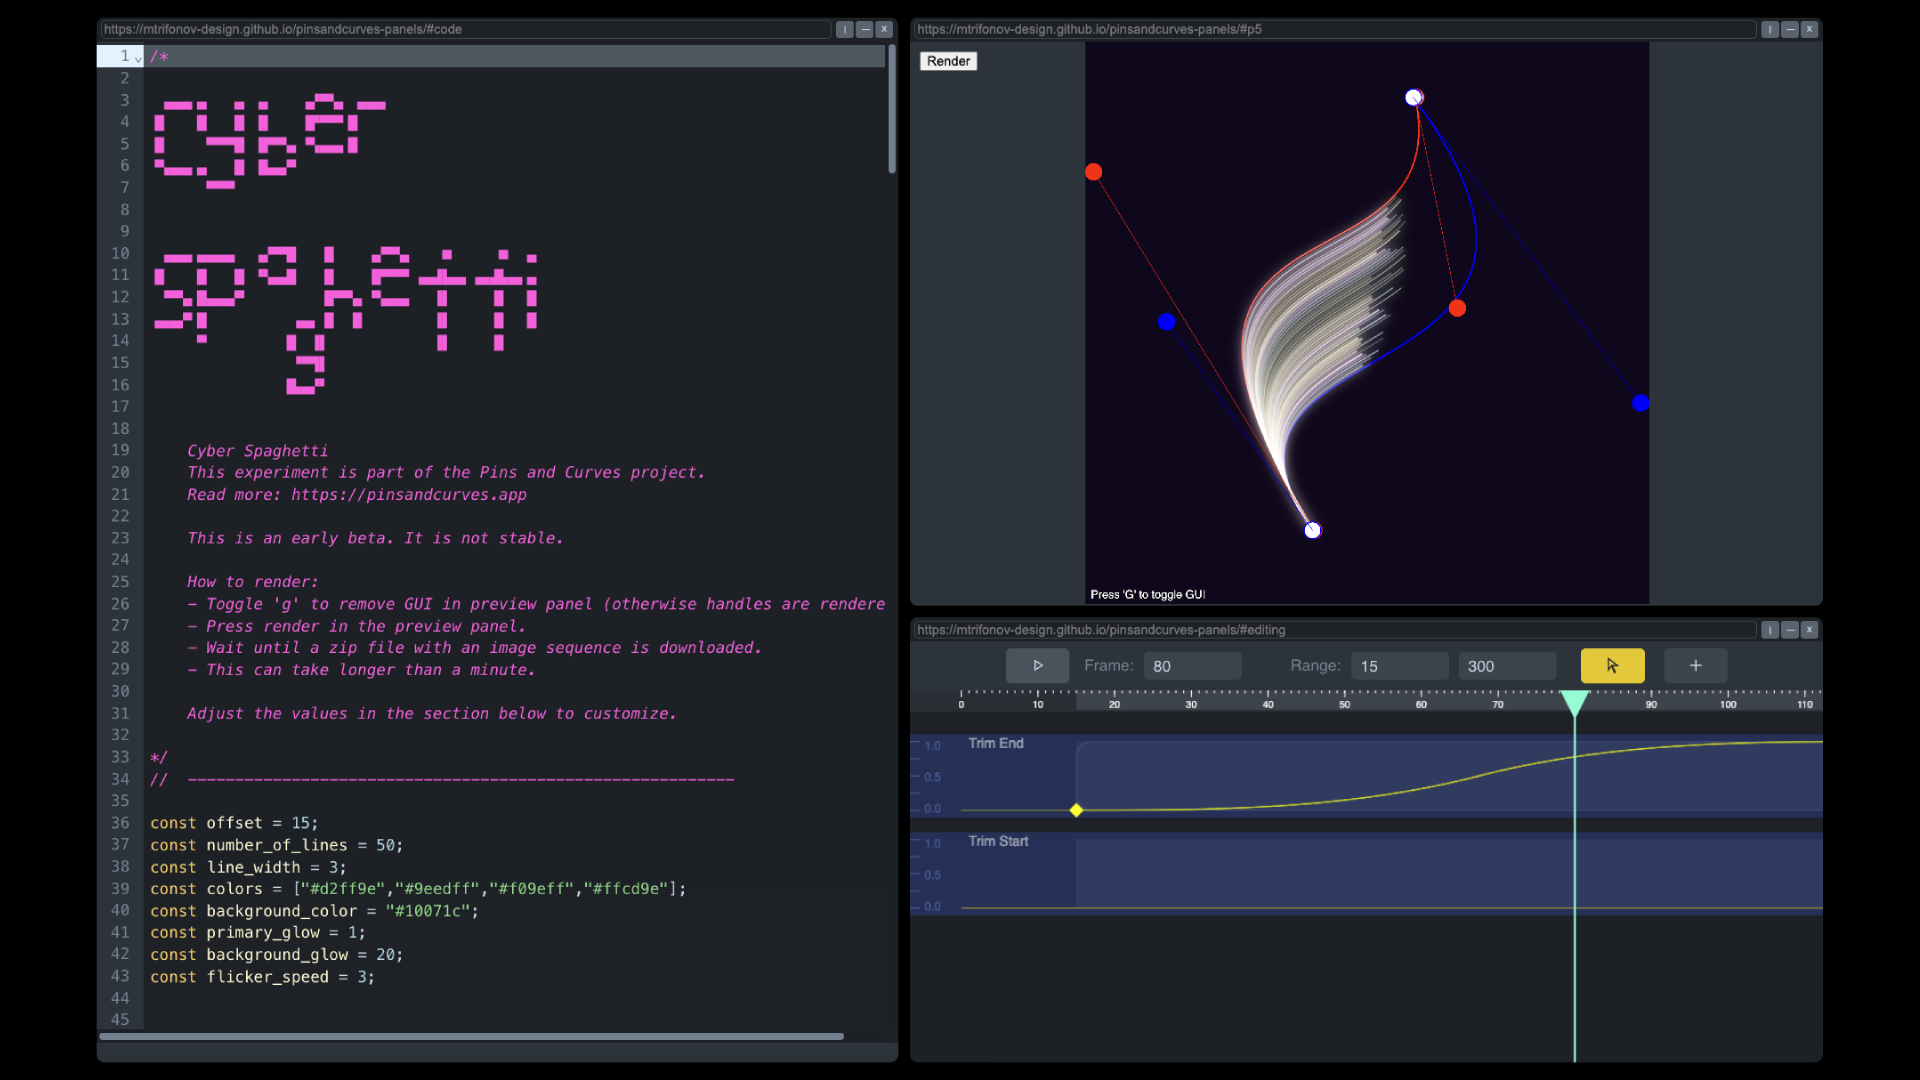 https://mtrifonov-design.github.io/pinsandcurves-panels/#code
1 /*
2
3
4
5
6
7
8
9
10
11
12
13
14
15
16
17
18
cyber
spaghetti
19 Cyber Spaghetti
20 This experiment is part of the Pins and Curves project.
21 Read more: https://pinsandcurves.app
22
23 This is an early beta. It is not stable.
24
25 How to render:
26 - Toggle 'g' to remove GUI in preview panel (otherwise handles are rendere
27 - Press render in the preview panel.
28 - Wait until a zip file with an image sequence is downloaded.
29 - This can take longer than a minute.
30
31 Adjust the values in the section below to customize.
32
33 */
34 // ----------------------------------------------------------
35
36 const offset = 15;
37 const number_of_lines = 50;
38 const line_width = 3;
39 const colors = ["#d2ff9e","#9eedff","#f09eff","#ffcd9e"];
40 const background_color = "#10071c";
41 const primary_glow = 1;
42 const background_glow = 20;
43 const flicker_speed = 3;
44
45
https://mtrifonov-design.github.io/pinsandcurves-panels/#p5
Render
Press 'G' to toggle GUI
https://mtrifonov-design.github.io/pinsandcurves-panels/#editing
Frame: 80 Range: 15 300
0 10 20 30 40 50 60 70 90 100 110
Trim End
1.0
0.5
0.0
Trim Start
1.0
0.5
0.0